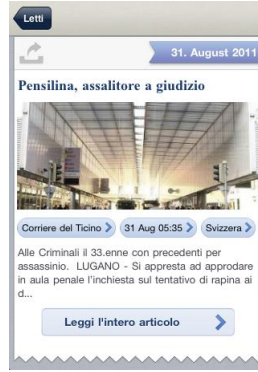 Letti
31. August 2011
Pensilina, assalitore a giudizio
Corriere del Ticino
31 Aug 05:35
Svizzera
Alle Criminali il 33.enne con precedenti per
assassinio. LUGANO - Si appresta ad approdare
in aula penale l'inchiesta sul tentativo di rapina ai
d...
Leggi l'intero articolo